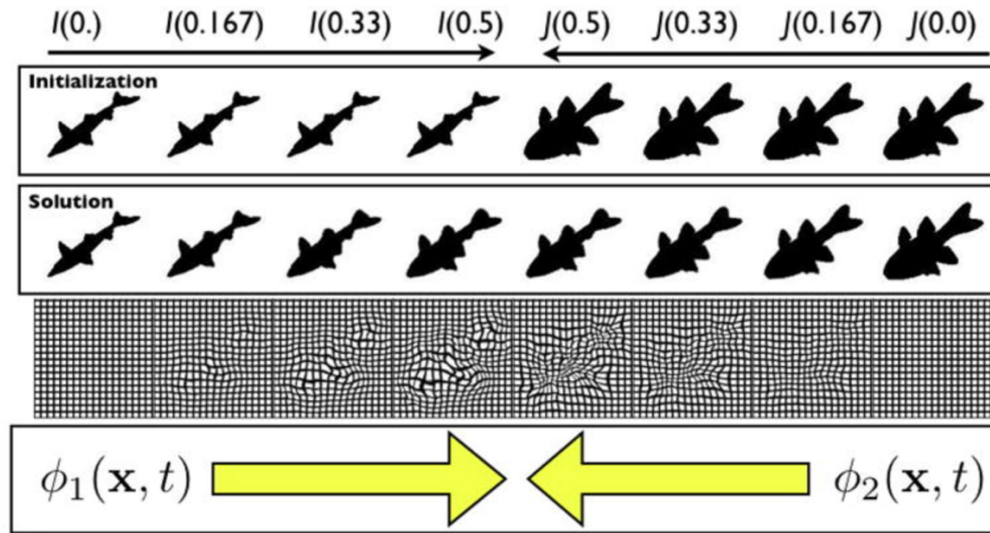 I(0.) I(0.167) I(0.33) I(0.5) J(0.5) J(0.33) J(0.167) J(0.0)
Initialization
Solution
ϕ₁(x, t) ϕ₂(x, t)